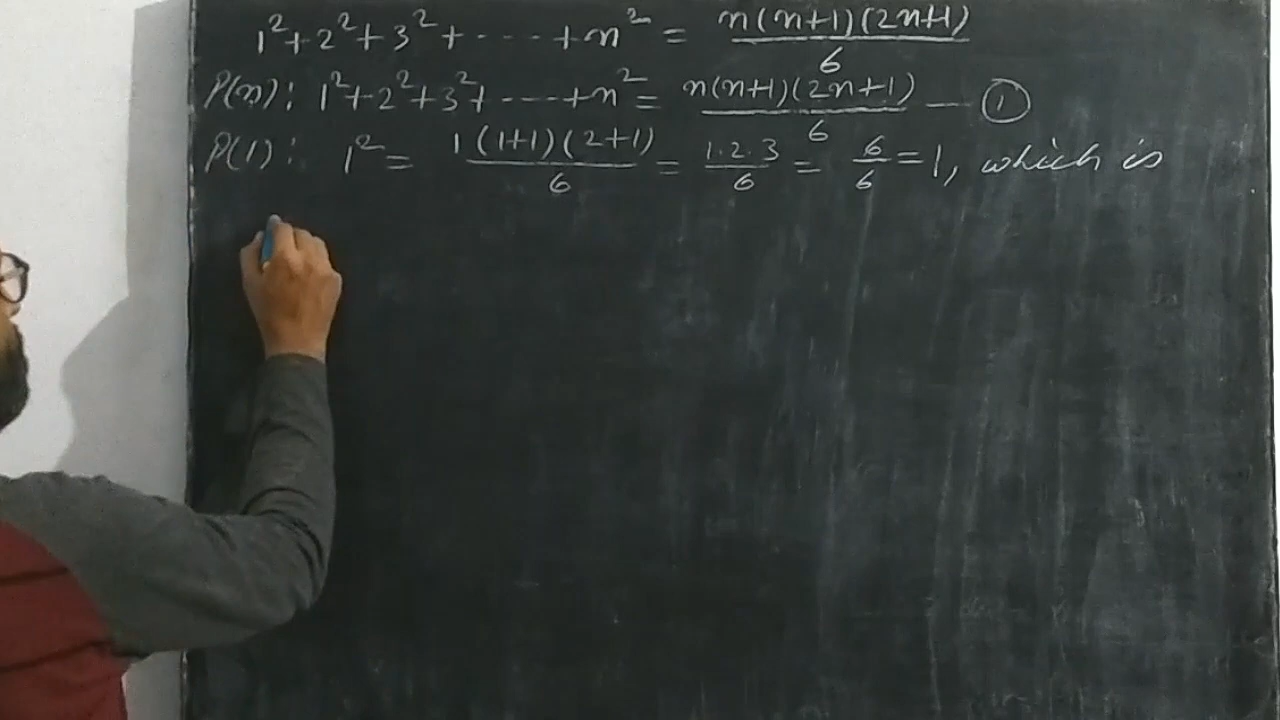 1²+2²+3²+-----+n² = n(n+1)(2n+1)/6
P(n): 1²+2²+3²+-----+n² = n(n+1)(2n+1)/6 — ①
P(1): 1² = 1(1+1)(2+1)/6 = 1.2.3/6 = 6/6 = 1, which is